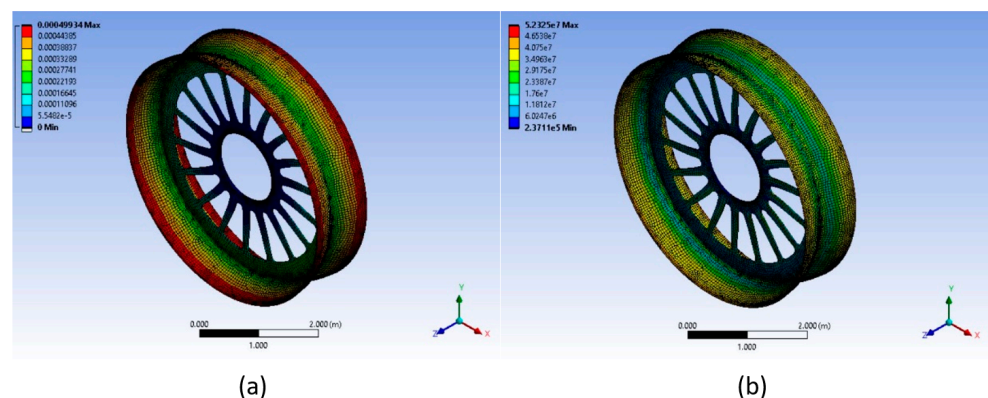 0.00049934 Max
0.00044385
0.00038837
0.00033289
0.00027741
0.00022193
0.00016645
0.00011096
5.5482e-5
0 Min
0.000
2.000 (m)
1.000
Y
Z
X
(a)
5.2325e7 Max
4.6538e7
4.075e7
3.4963e7
2.9175e7
2.3387e7
1.76e7
1.1812e7
6.0247e6
2.3711e5 Min
0.000
2.000 (m)
1.000
Y
Z
X
(b)